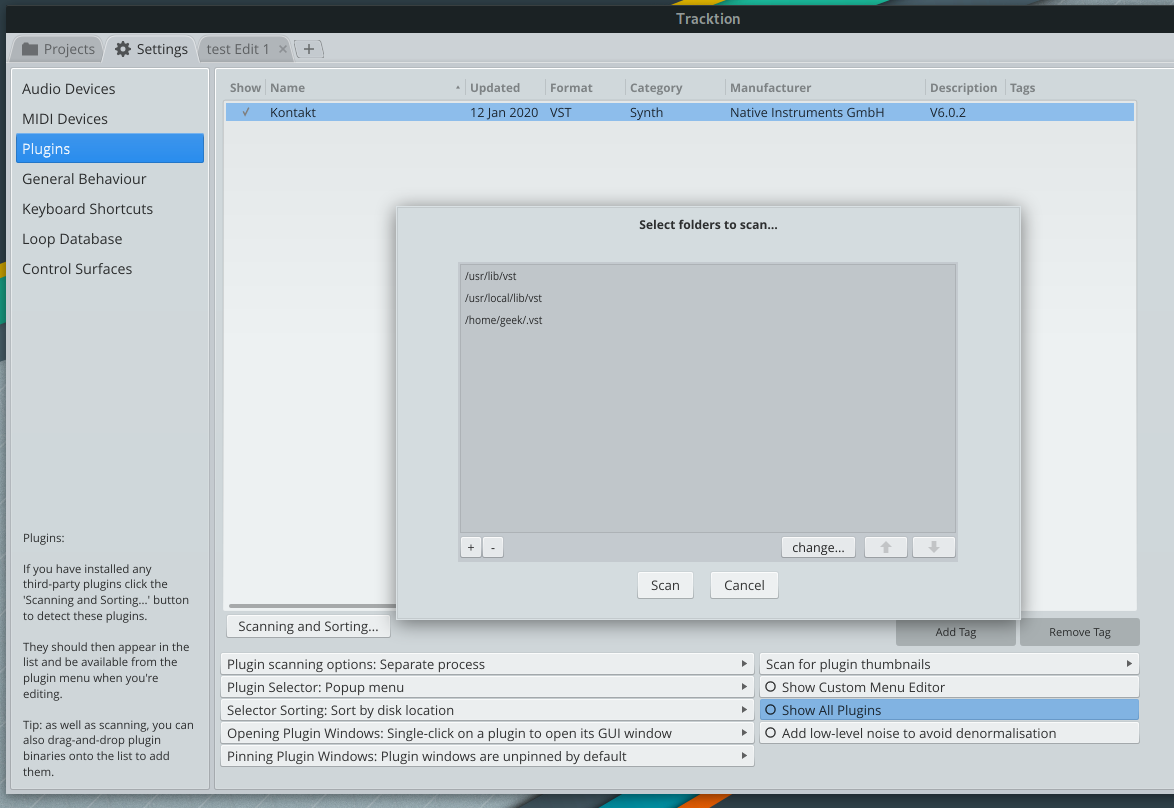 Tracktion
Projects
Settings
test Edit 1
Audio Devices
MIDI Devices
Plugins
General Behaviour
Keyboard Shortcuts
Loop Database
Control Surfaces
Plugins:
If you have installed any
third-party plugins click the
'Scanning and Sorting...' button
to detect these plugins.
They should then appear in the
list and be available from the
plugin menu when you're
editing.
Tip: as well as scanning, you can
also drag-and-drop plugin
binaries onto the list to add
them.
Show Name Updated Format Category Manufacturer Description Tags
✓ Kontakt 12 Jan 2020 VST Synth Native Instruments GmbH V6.0.2
Select folders to scan...
/usr/lib/vst
/usr/local/lib/vst
/home/geek/.vst
+ - change...
Scan Cancel
Scanning and Sorting...
Add Tag Remove Tag
Plugin scanning options: Separate process
Plugin Selector: Popup menu
Selector Sorting: Sort by disk location
Opening Plugin Windows: Single-click on a plugin to open its GUI window
Pinning Plugin Windows: Plugin windows are unpinned by default
Scan for plugin thumbnails
Show Custom Menu Editor
Show All Plugins
Add low-level noise to avoid denormalisation